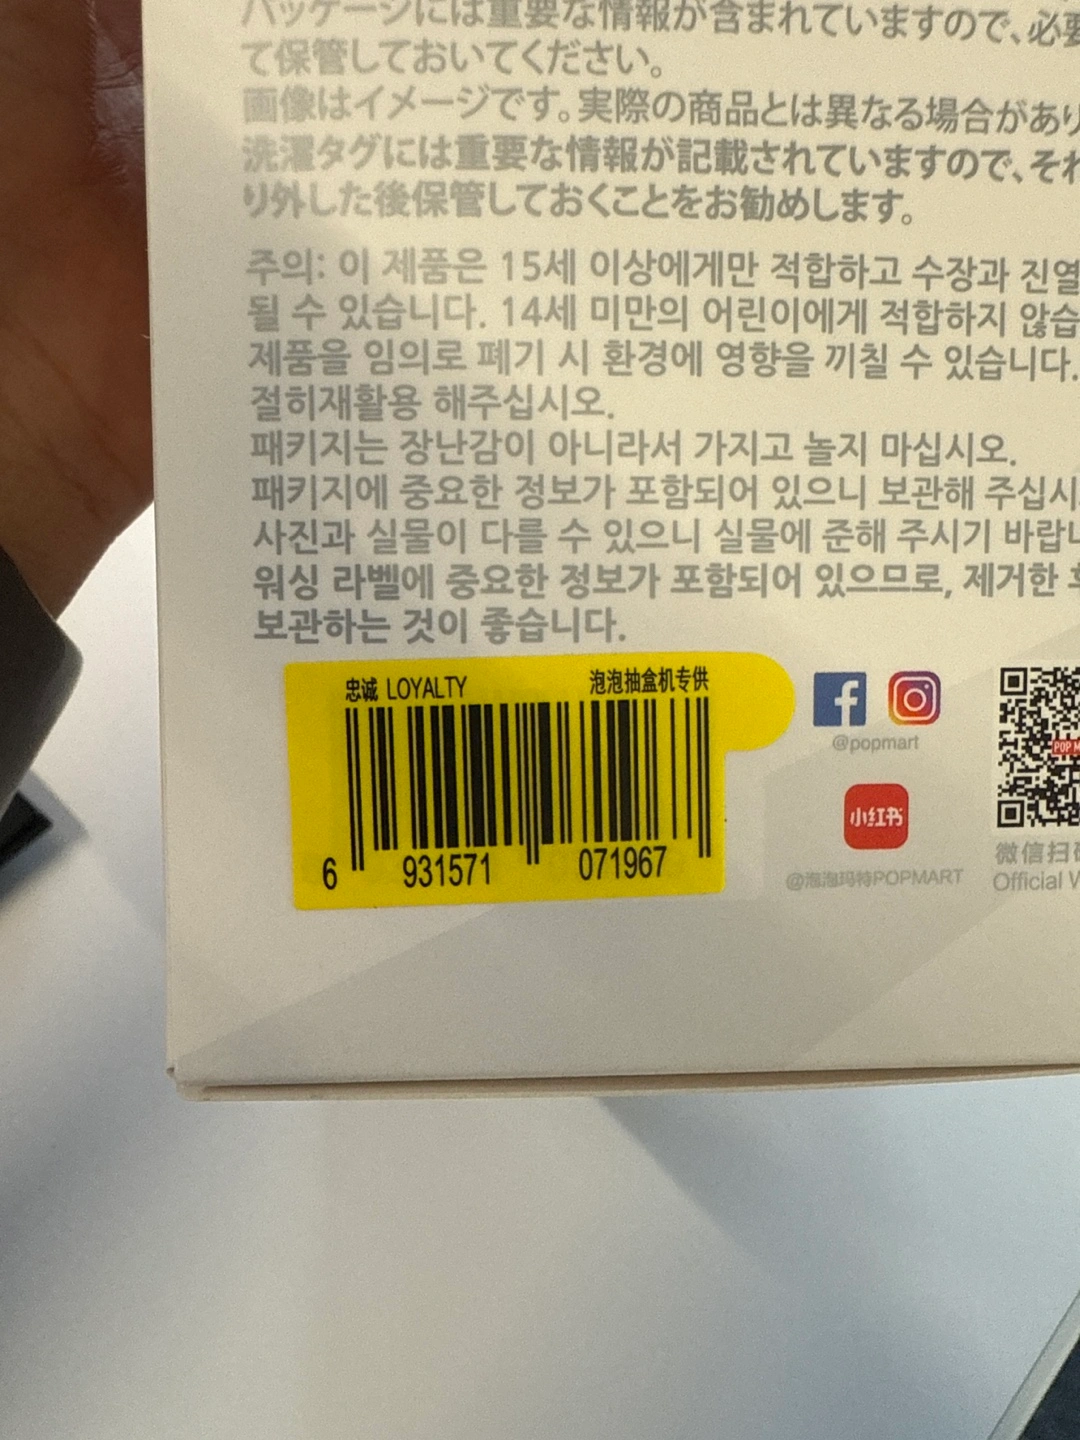 パッケージには重要な情報が含まれていますので、必要
て保管しておいてください。
画像はイメージです。実際の商品とは異なる場合があり
洗濯タグには重要な情報が記載されていますので、それ
り外した後保管しておくことをお勧めします。
주의: 이 제품은 15세 이상에게만 적합하고 수장과 진열
될 수 있습니다. 14세 미만의 어린이에게 적합하지 않습
제품을 임의로 폐기 시 환경에 영향을 끼칠 수 있습니다.
절히재활용 해주십시오.
패키지는 장난감이 아니라서 가지고 놀지 마십시오.
패키지에 중요한 정보가 포함되어 있으니 보관해 주십시
사진과 실물이 다를 수 있으니 실물에 준해 주시기 바랍니
워싱 라벨에 중요한 정보가 포함되어 있으므로, 제거한 후
보관하는 것이 좋습니다.
忠诚 LOYALTY 泡泡抽盒机专供
6 931571 071967
@popmart
POP M
小红书
@泡泡玛特POPMART
微信扫码
Official W